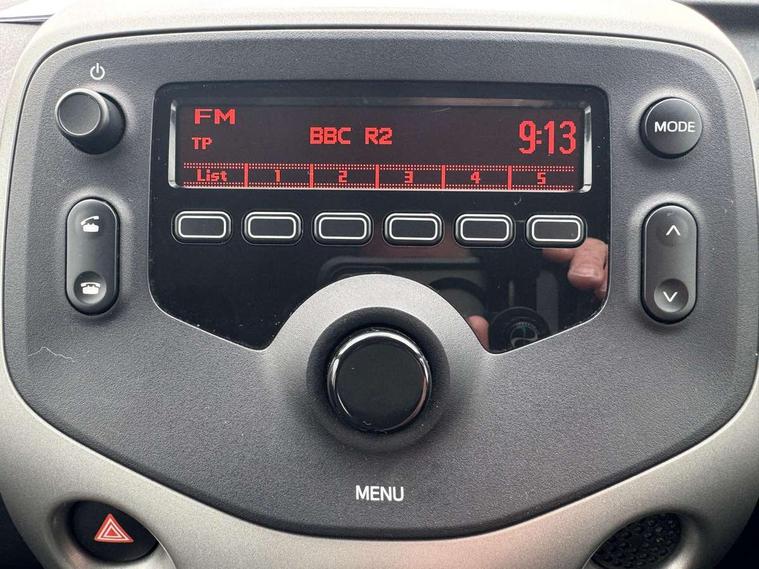 FM
TP
BBC R2
9:13
MODE
List 1 2 3 4 5
MENU